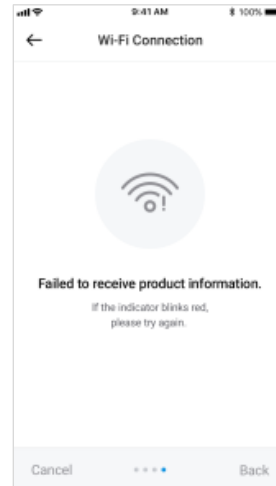 9:41 AM
100%
Wi-Fi Connection
Failed to receive product information.
If the indicator blinks red,
please try again.
Cancel
Back